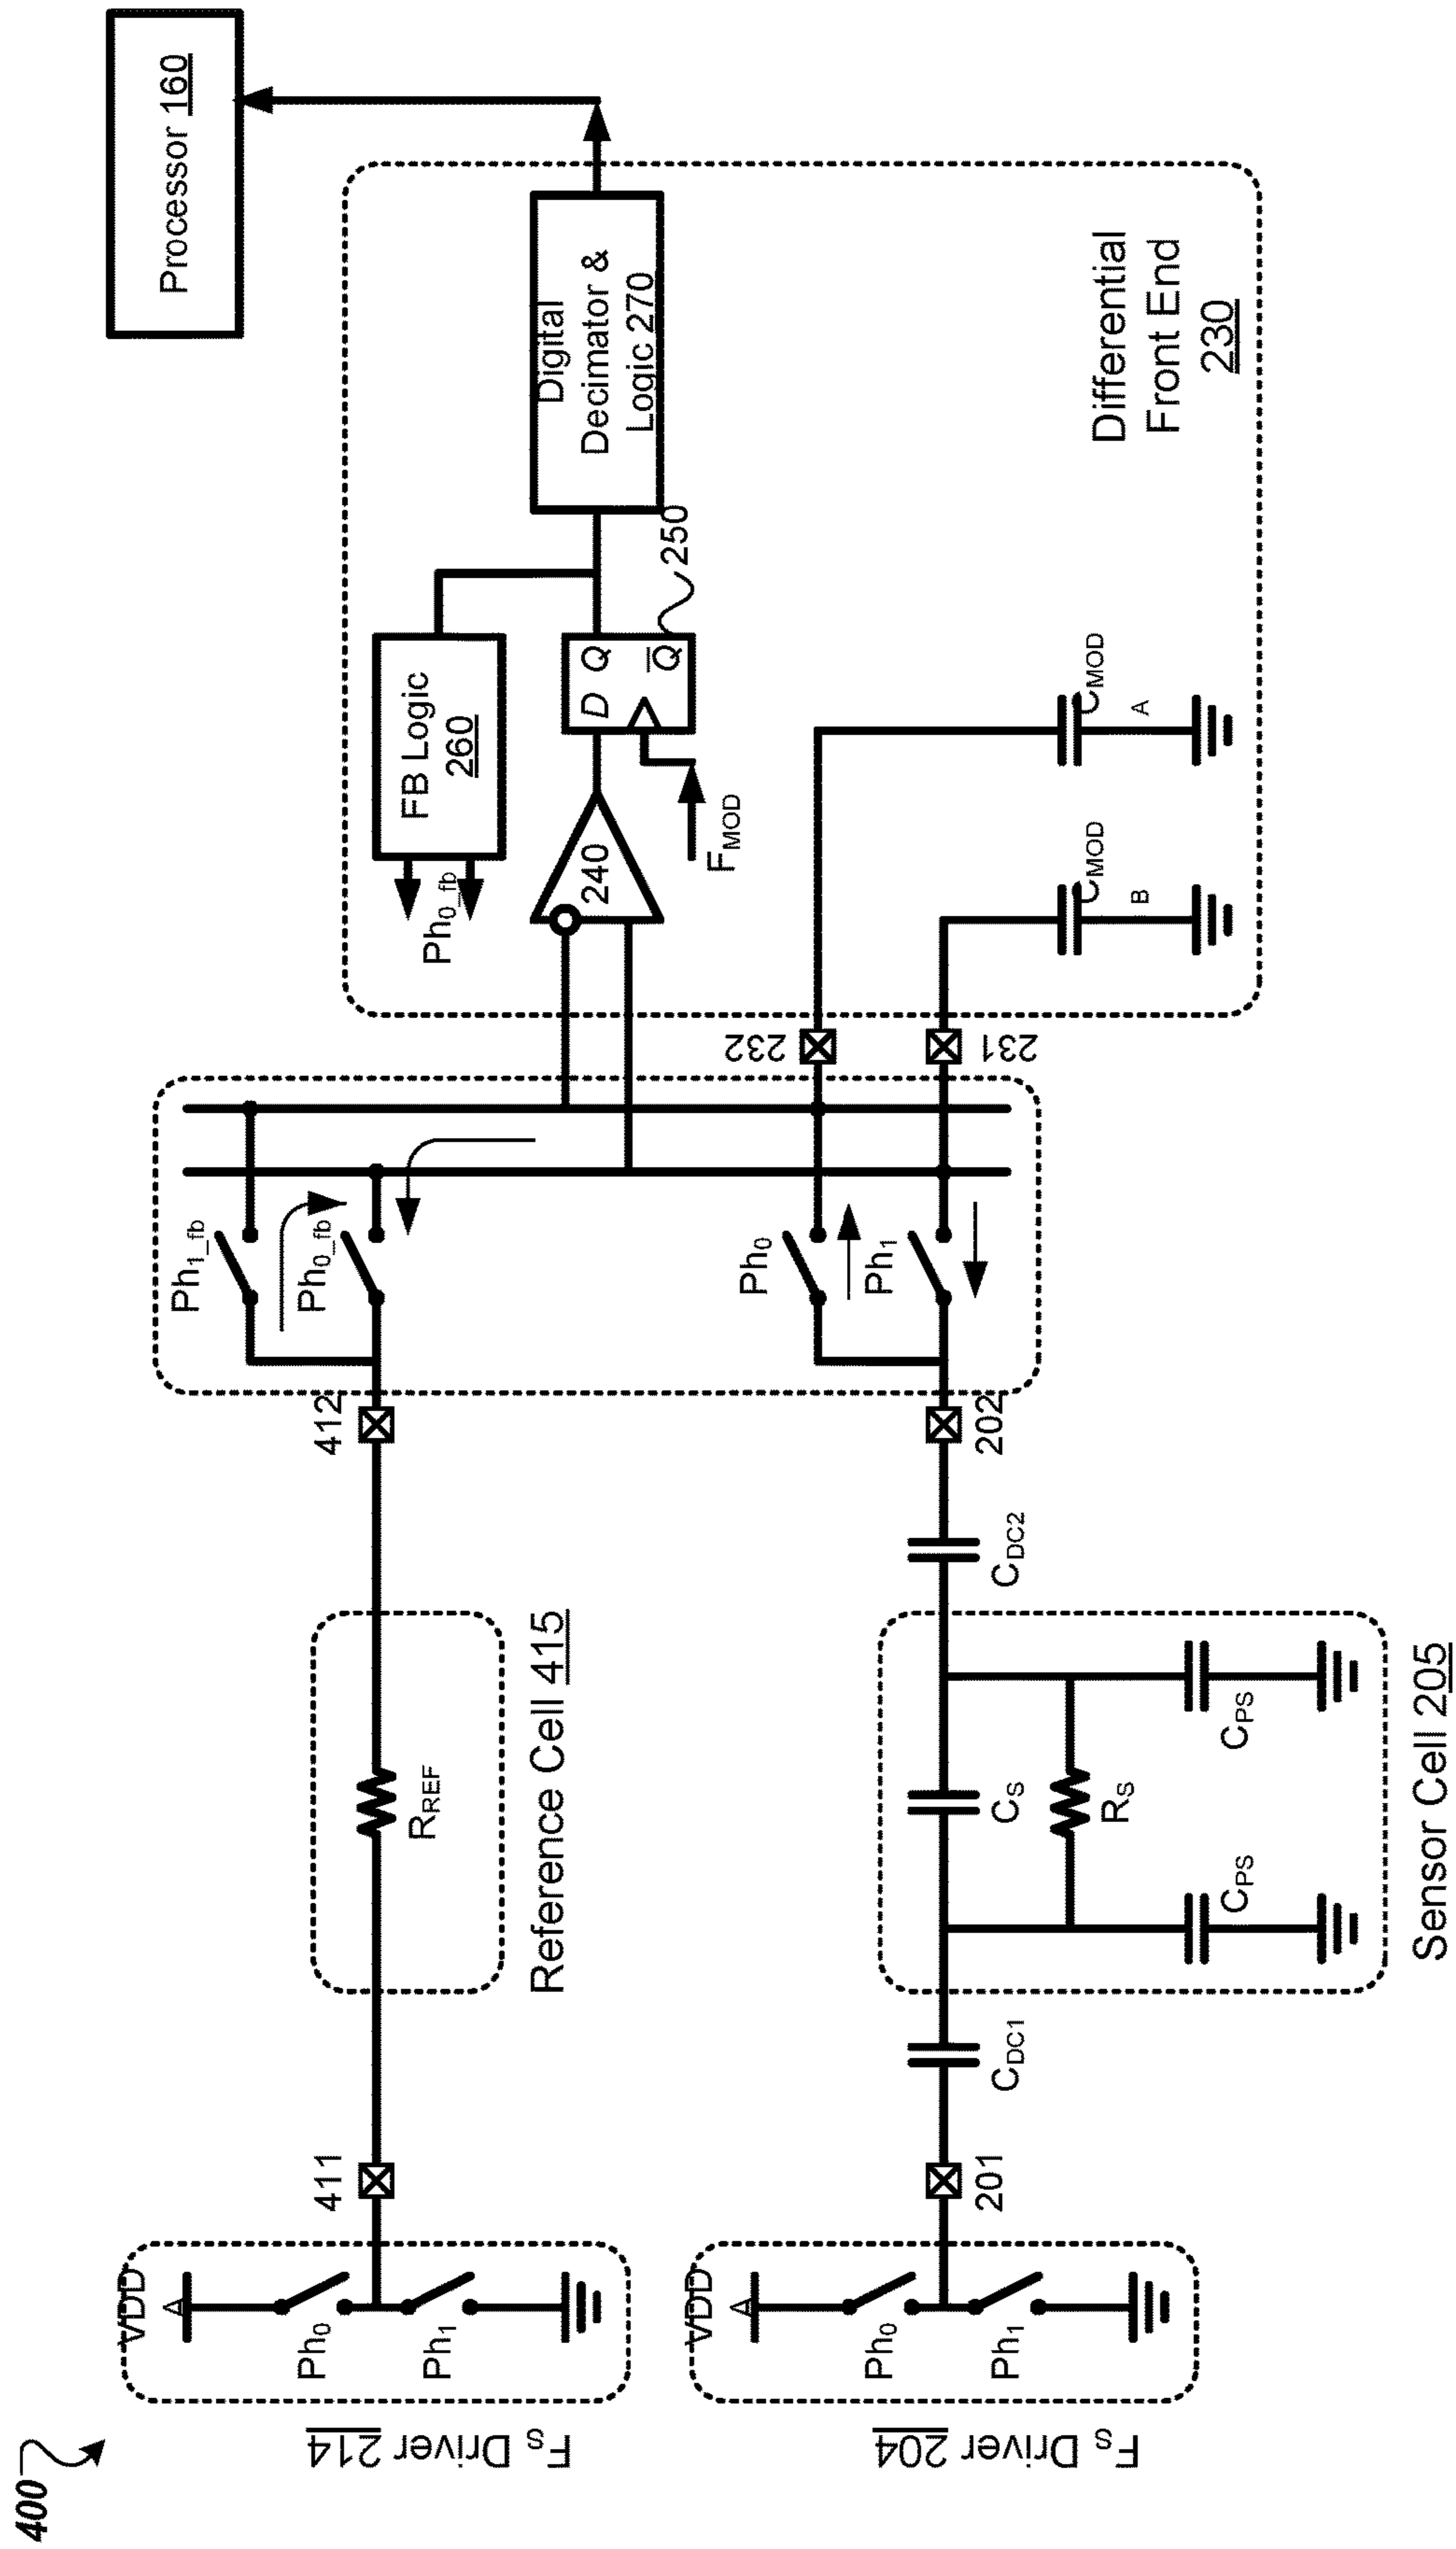 400
Processor 160
FB Logic
260
Ph0_fb
240
D Q
Q
250
FMOD
Digital
Decimator &
Logic 270
Differential
Front End
230
CMOD
A
CMOD
B
232
231
Ph1_fb
Ph0_fb
Ph0
Ph1
412
202
RREF
Reference Cell 415
CDC2
CS
RS
CPS
CPS
Sensor Cell 205
CDC1
411
201
VDD
A
Ph0
Ph1
FS Driver 214
VDD
A
Ph0
Ph1
FS Driver 204